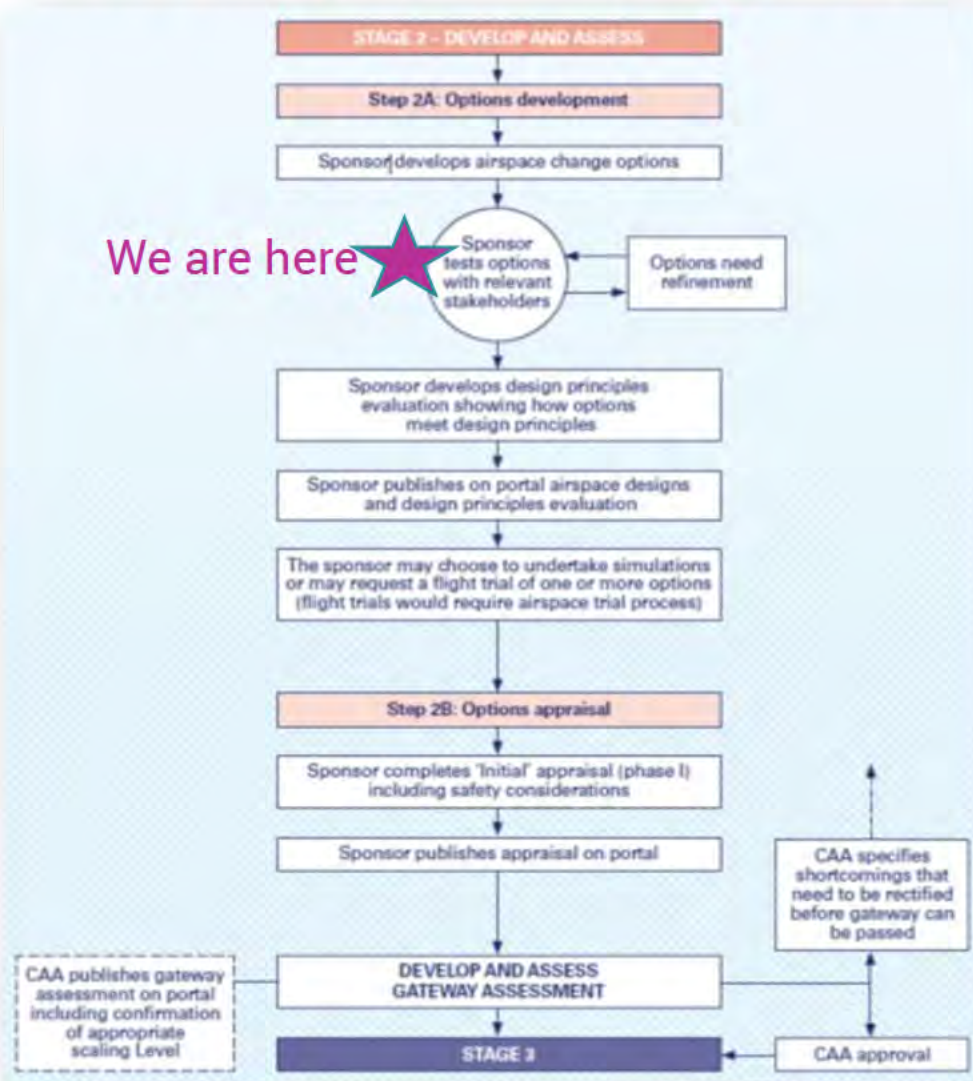 STAGE 2 – DEVELOP AND ASSESS
Step 2A: Options development
Sponsor develops airspace change options
We are here
Sponsor
tests options
with relevant
stakeholders
Options need
refinement
Sponsor develops design principles
evaluation showing how options
meet design principles
Sponsor publishes on portal airspace designs
and design principles evaluation
The sponsor may choose to undertake simulations
or may request a flight trial of one or more options
(flight trials would require airspace trial process)
Step 2B: Options appraisal
Sponsor completes 'Initial' appraisal (phase I)
including safety considerations
Sponsor publishes appraisal on portal
CAA specifies
shortcomings that
need to be rectified
before gateway can
be passed
CAA publishes gateway
assessment on portal
including confirmation
of appropriate
scaling Level
DEVELOP AND ASSESS
GATEWAY ASSESSMENT
STAGE 3
CAA approval